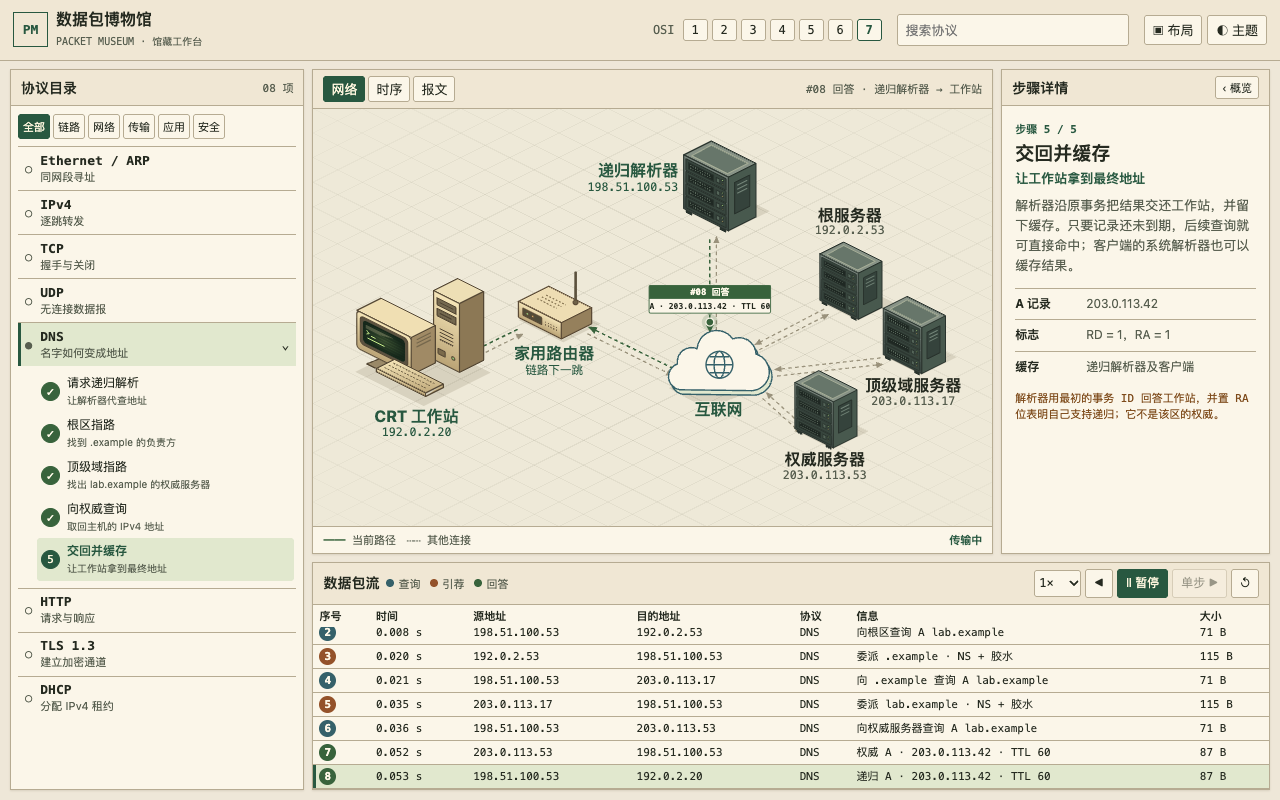 PM
数据包博物馆
PACKET MUSEUM · 馆藏工作台
OSI 1 2 3 4 5 6 7
搜索协议
▣ 布局
◐ 主题
协议目录
08 项
全部 链路 网络 传输 应用 安全
Ethernet / ARP
同网段寻址
IPv4
逐跳转发
TCP
握手与关闭
UDP
无连接数据报
DNS
名字如何变成地址
✓ 请求递归解析
让解析器代查地址
✓ 根区指路
找到 .example 的负责方
✓ 顶级域指路
找出 lab.example 的权威服务器
✓ 向权威查询
取回主机的 IPv4 地址
5 交回并缓存
让工作站拿到最终地址
HTTP
请求与响应
TLS 1.3
建立加密通道
DHCP
分配 IPv4 租约
网络 时序 报文
#08 回答 · 递归解析器 → 工作站
递归解析器
198.51.100.53
根服务器
192.0.2.53
#08 回答
A · 203.0.113.42 · TTL 60
家用路由器
链路下一跳
顶级域服务器
203.0.113.17
互联网
CRT 工作站
192.0.2.20
权威服务器
203.0.113.53
当前路径 其他连接
传输中
步骤详情
‹ 概览
步骤 5 / 5
交回并缓存
让工作站拿到最终地址
解析器沿原事务把结果交还工作站，并留
下缓存。只要记录还未到期，后续查询就
可直接命中；客户端的系统解析器也可以
缓存结果。
A 记录 203.0.113.42
标志 RD = 1，RA = 1
缓存 递归解析器及客户端
解析器用最初的事务 ID 回答工作站，并置 RA
位表明自己支持递归；它不是该区的权威。
数据包流 查询 引荐 回答
1× ◀ Ⅱ 暂停 单步 ▶ ↺
序号 时间 源地址 目的地址 协议 信息 大小
2 0.008 s 198.51.100.53 192.0.2.53 DNS 向根区查询 A lab.example 71 B
3 0.020 s 192.0.2.53 198.51.100.53 DNS 委派 .example · NS + 胶水 115 B
4 0.021 s 198.51.100.53 203.0.113.17 DNS 向 .example 查询 A lab.example 71 B
5 0.035 s 203.0.113.17 198.51.100.53 DNS 委派 lab.example · NS + 胶水 115 B
6 0.036 s 198.51.100.53 203.0.113.53 DNS 向权威服务器查询 A lab.example 71 B
7 0.052 s 203.0.113.53 198.51.100.53 DNS 权威 A · 203.0.113.42 · TTL 60 87 B
8 0.053 s 198.51.100.53 192.0.2.20 DNS 递归 A · 203.0.113.42 · TTL 60 87 B